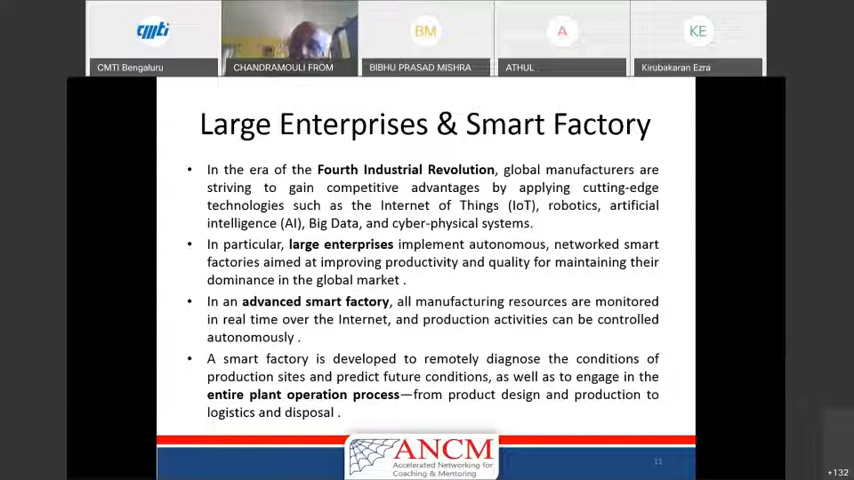 cmti
BM
A
KE
CMTI Bengaluru
CHANDRAMOULI FROM
BIBHU PRASAD MISHRA
ATHUL
Kirubakaran Ezra
Large Enterprises & Smart Factory
• In the era of the Fourth Industrial Revolution, global manufacturers are
striving to gain competitive advantages by applying cutting-edge
technologies such as the Internet of Things (IoT), robotics, artificial
intelligence (AI), Big Data, and cyber-physical systems.
• In particular, large enterprises implement autonomous, networked smart
factories aimed at improving productivity and quality for maintaining their
dominance in the global market .
• In an advanced smart factory, all manufacturing resources are monitored
in real time over the Internet, and production activities can be controlled
autonomously .
• A smart factory is developed to remotely diagnose the conditions of
production sites and predict future conditions, as well as to engage in the
entire plant operation process—from product design and production to
logistics and disposal .
ANCM
Accelerated Networking for
Coaching & Mentoring
11
+132